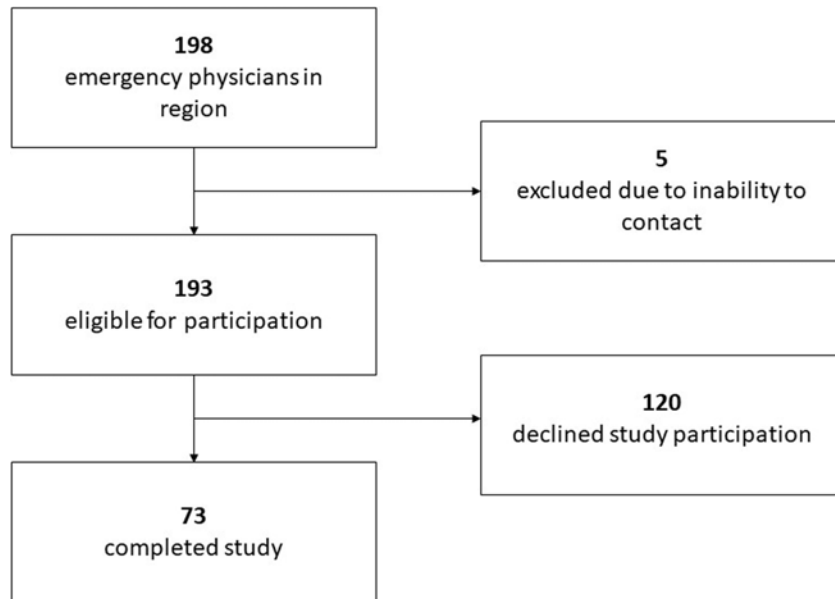 198
emergency physicians in
region
5
excluded due to inability to
contact
193
eligible for participation
120
declined study participation
73
completed study